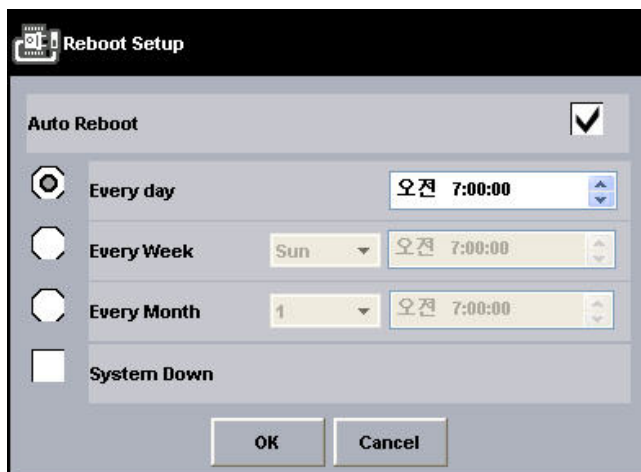 Reboot Setup
Auto Reboot
Every day 오전 7:00:00
Every Week Sun 오전 7:00:00
Every Month 1 오전 7:00:00
System Down
OK Cancel